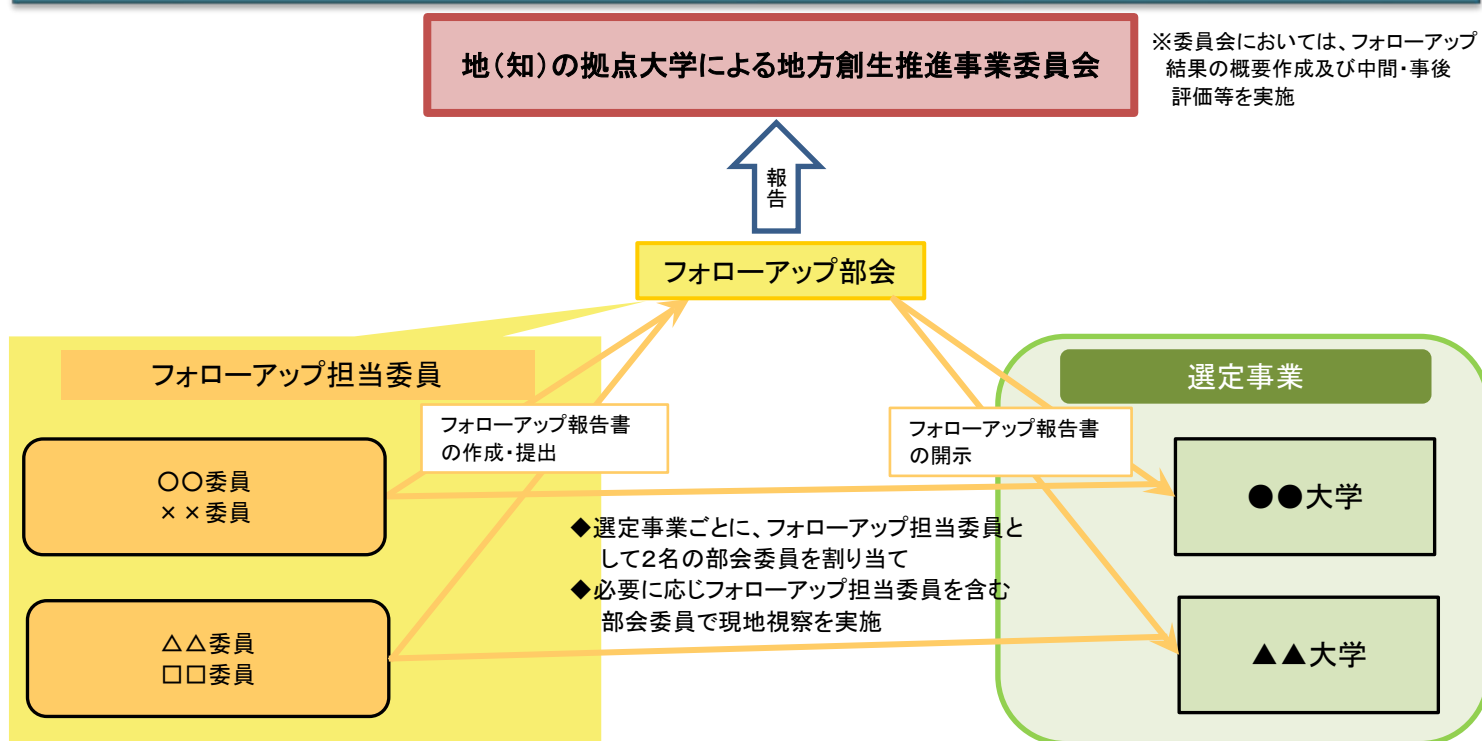 地(知)の拠点大学による地方創生推進事業委員会
※委員会においては、フォローアップ
結果の概要作成及び中間・事後
評価等を実施
報告
フォローアップ部会
フォローアップ担当委員
選定事業
フォローアップ報告書
の作成・提出
フォローアップ報告書
の開示
○○委員
××委員
●●大学
◆選定事業ごとに、フォローアップ担当委員と
して2名の部会委員を割り当て
◆必要に応じフォローアップ担当委員を含む
部会委員で現地視察を実施
△△委員
□□委員
▲▲大学